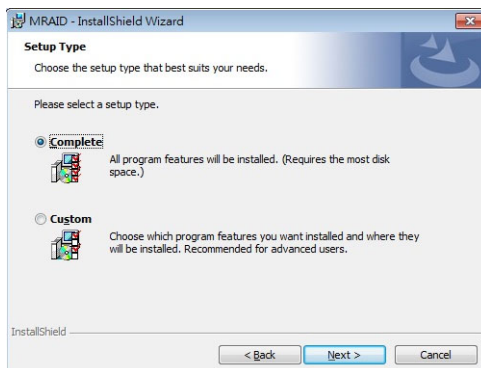 MRAID - InstallShield Wizard
Setup Type
Choose the setup type that best suits your needs.
Please select a setup type.
Complete
All program features will be installed. (Requires the most disk
space.)
Custom
Choose which program features you want installed and where they
will be installed. Recommended for advanced users.
InstallShield
< Back
Next >
Cancel